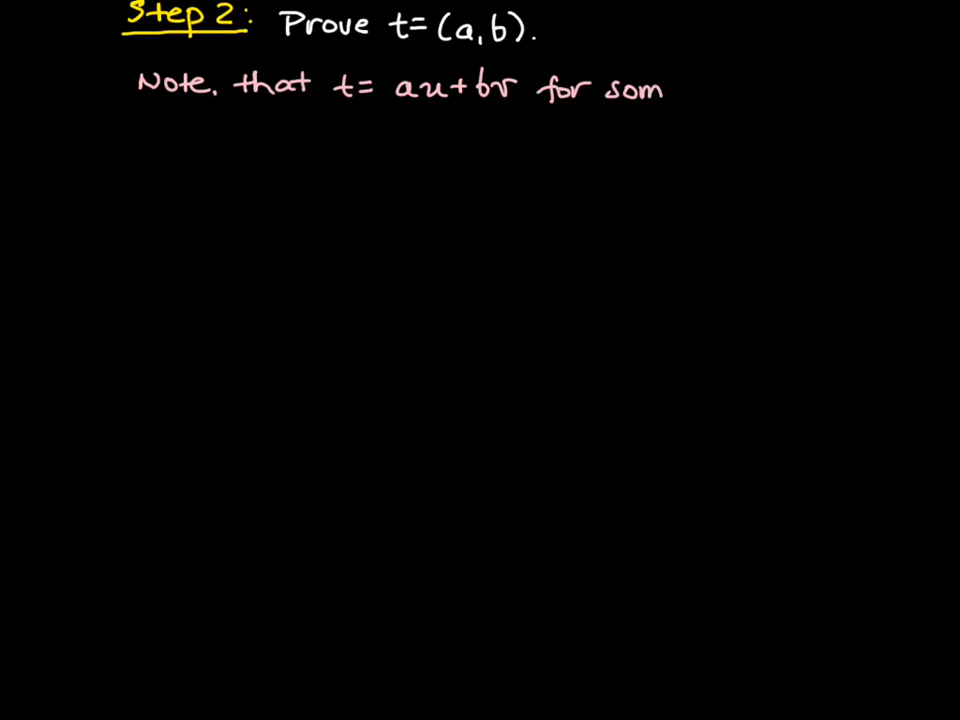 Step 2: Prove t=(a,b).
Note, that t= au+bv for som